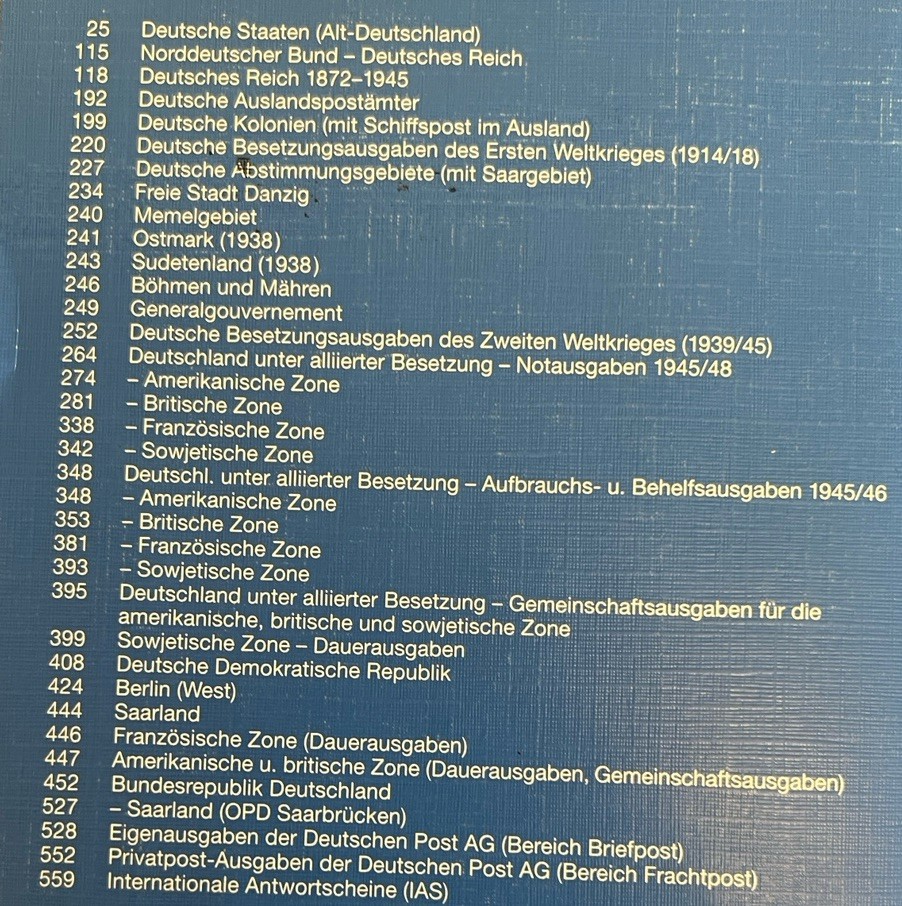 25 Deutsche Staaten (Alt-Deutschland)
115 Norddeutscher Bund – Deutsches Reich
118 Deutsches Reich 1872–1945
192 Deutsche Auslandspostämter
199 Deutsche Kolonien (mit Schiffspost im Ausland)
220 Deutsche Besetzungsausgaben des Ersten Weltkrieges (1914/18)
227 Deutsche Abstimmungsgebiete (mit Saargebiet)
234 Freie Stadt Danzig
240 Memelgebiet
241 Ostmark (1938)
243 Sudetenland (1938)
246 Böhmen und Mähren
249 Generalgouvernement
252 Deutsche Besetzungsausgaben des Zweiten Weltkrieges (1939/45)
264 Deutschland unter alliierter Besetzung – Notausgaben 1945/48
274 – Amerikanische Zone
281 – Britische Zone
338 – Französische Zone
342 – Sowjetische Zone
348 Deutschl. unter alliierter Besetzung – Aufbrauchs- u. Behelfsausgaben 1945/46
348 – Amerikanische Zone
353 – Britische Zone
381 – Französische Zone
393 – Sowjetische Zone
395 Deutschland unter alliierter Besetzung – Gemeinschaftsausgaben für die
amerikanische, britische und sowjetische Zone
399 Sowjetische Zone – Dauerausgaben
408 Deutsche Demokratische Republik
424 Berlin (West)
444 Saarland
446 Französische Zone (Dauerausgaben)
447 Amerikanische u. britische Zone (Dauerausgaben, Gemeinschaftsausgaben)
452 Bundesrepublik Deutschland
527 – Saarland (OPD Saarbrücken)
528 Eigenausgaben der Deutschen Post AG (Bereich Briefpost)
552 Privatpost-Ausgaben der Deutschen Post AG (Bereich Frachtpost)
559 Internationale Antwortscheine (IAS)